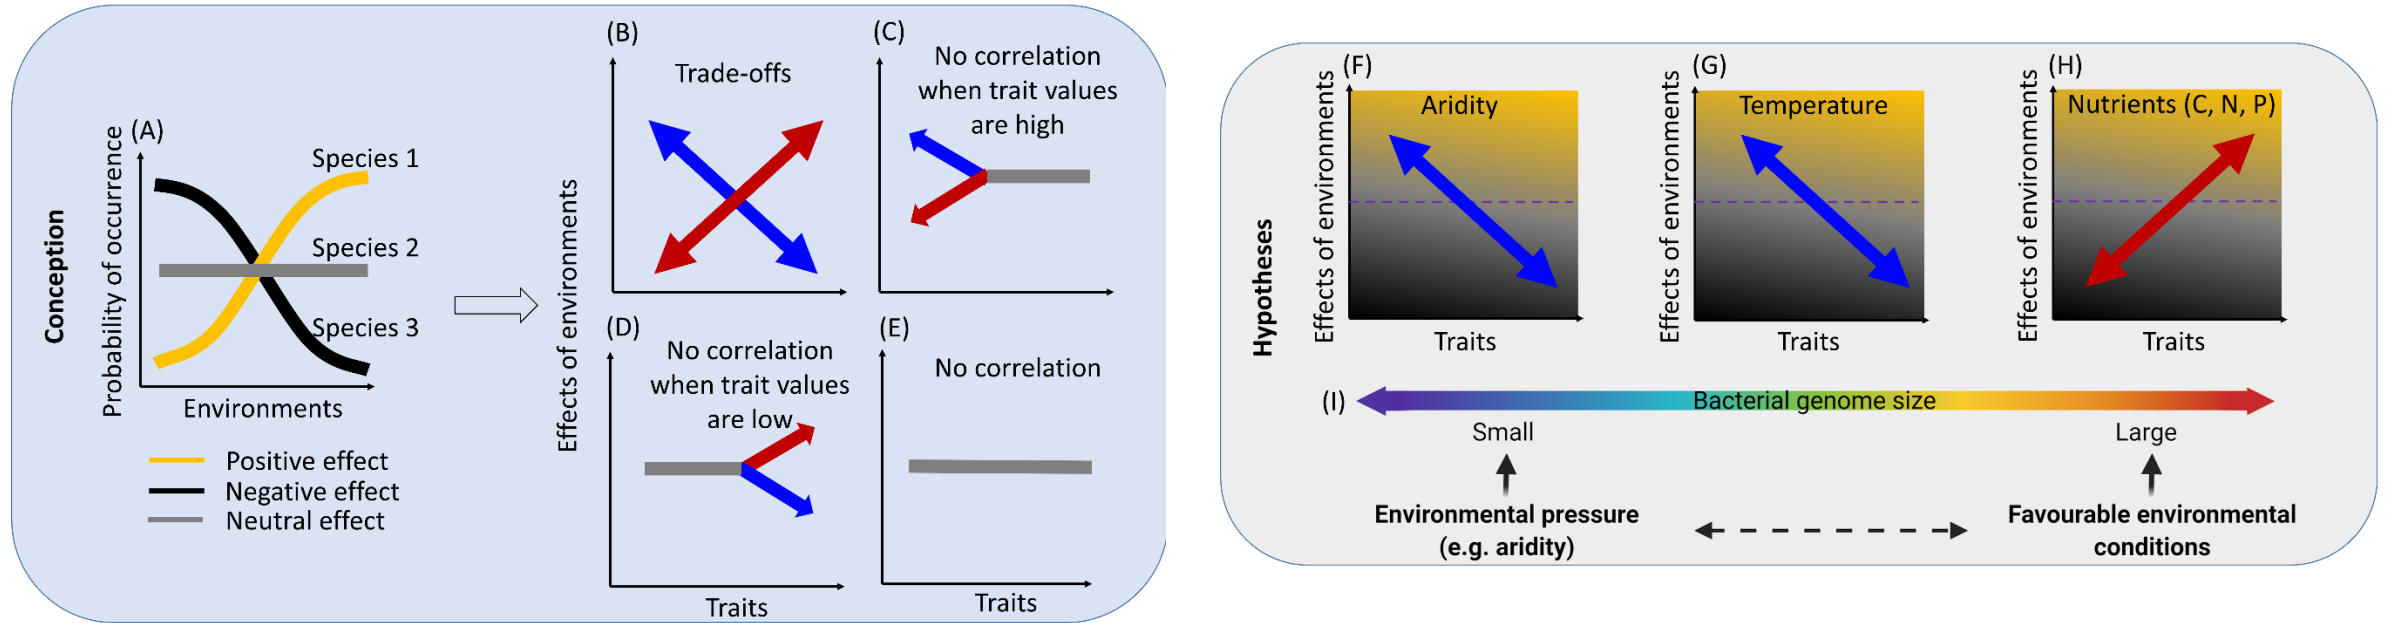 Conception
(A)
Probability of occurrence
Species 1
Species 2
Species 3
Environments
Positive effect
Negative effect
Neutral effect
Effects of environments
(B)
Trade-offs
(C)
No correlation
when trait values
are high
(D)
No correlation
when trait values
are low
Traits
(E)
No correlation
Traits
Hypotheses
(F)
Effects of environments
Aridity
Traits
(G)
Effects of environments
Temperature
Traits
(H)
Effects of environments
Nutrients (C, N, P)
Traits
(I)
Bacterial genome size
Small
Large
Environmental pressure
(e.g. aridity)
Favourable environmental
conditions